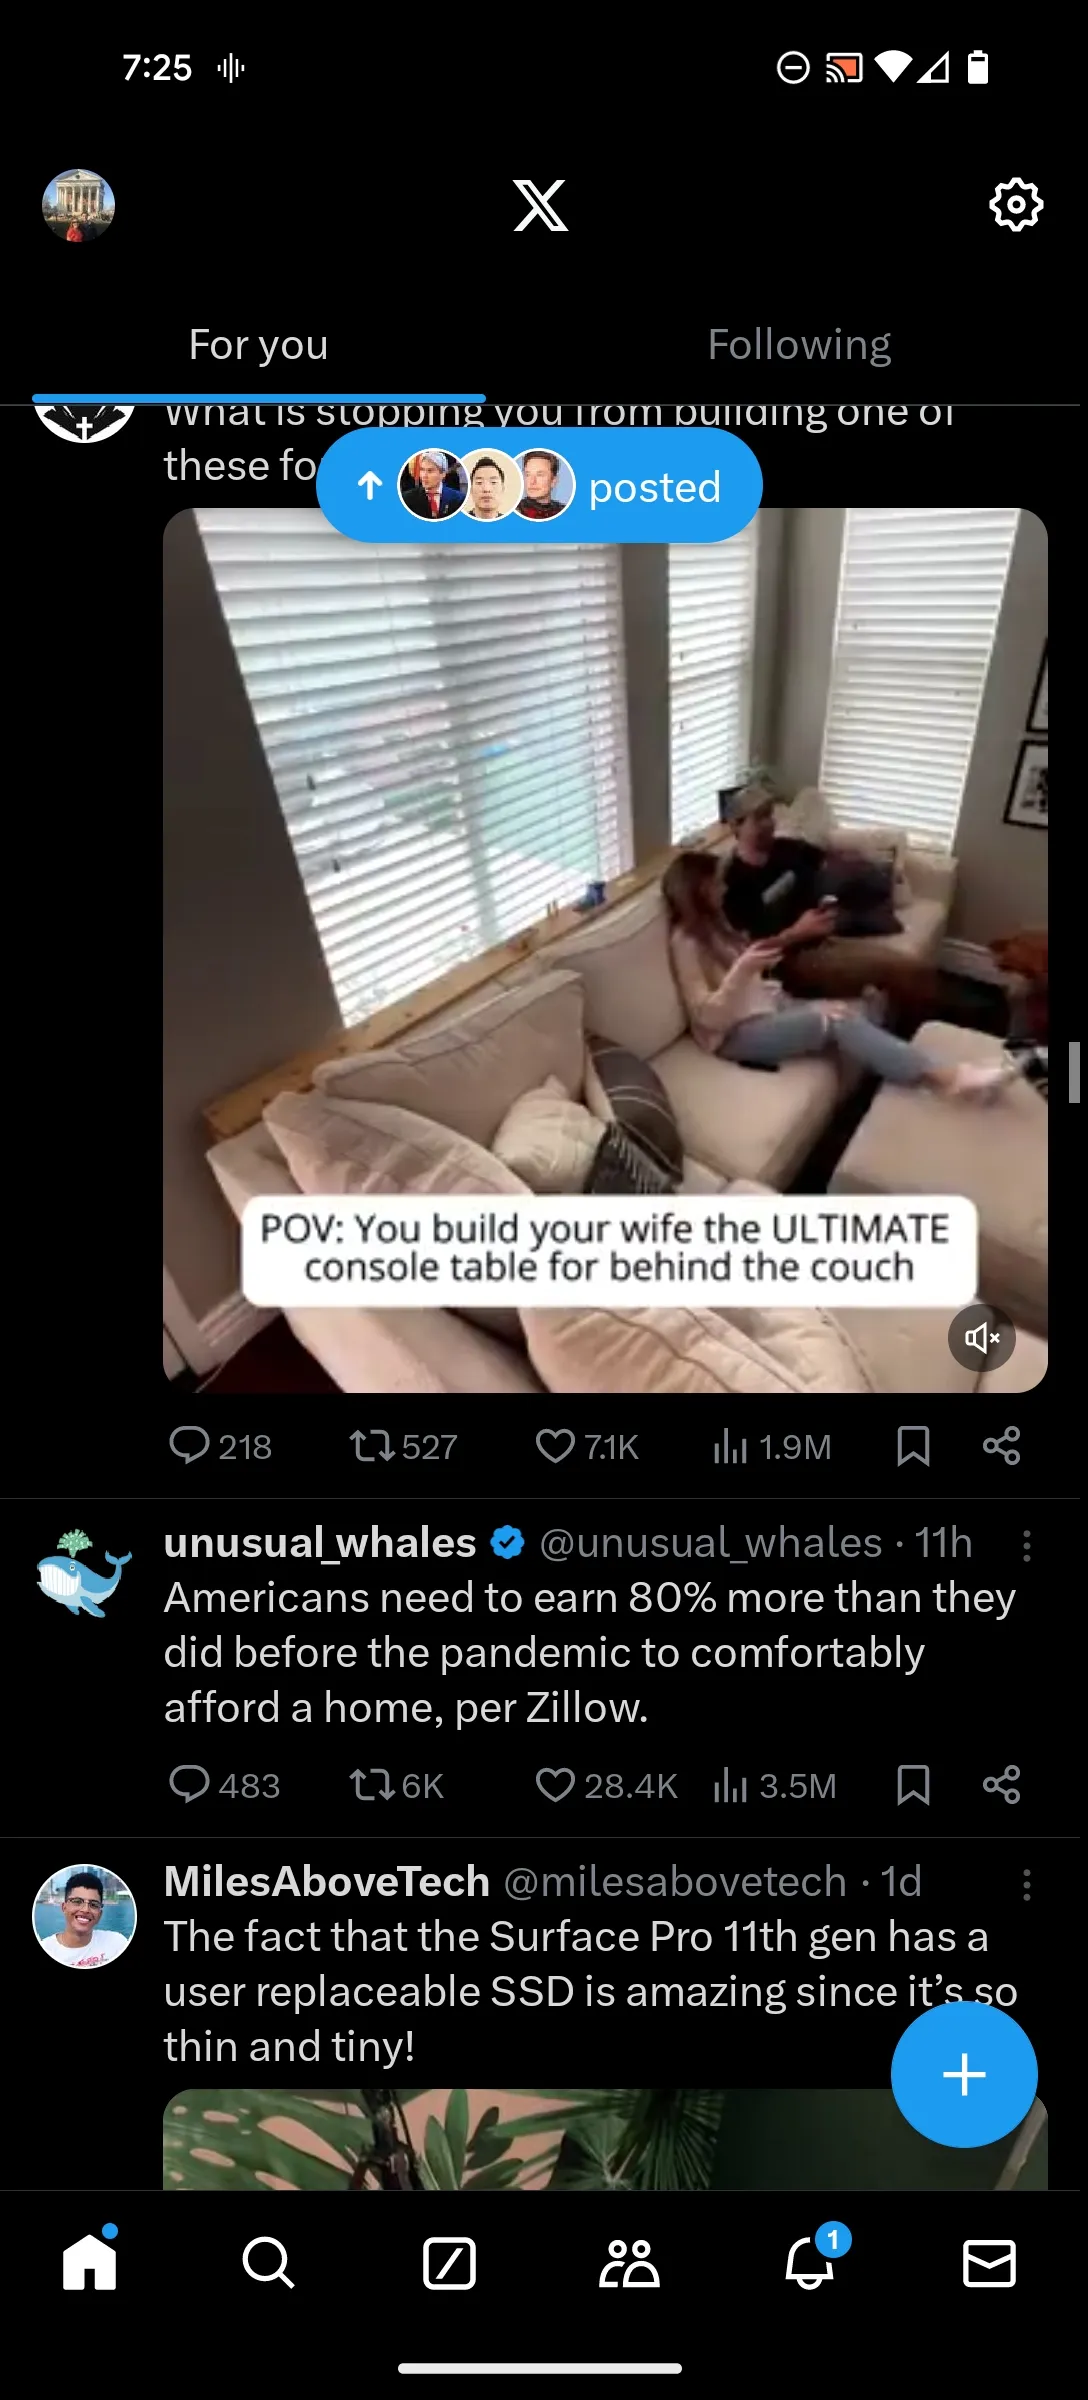 7:25
For you
Following
What is stopping you from building one of
these fo
posted
POV: You build your wife the ULTIMATE
console table for behind the couch
218 527 7.1K 1.9M
unusual_whales @unusual_whales · 11h
Americans need to earn 80% more than they
did before the pandemic to comfortably
afford a home, per Zillow.
483 6K 28.4K 3.5M
MilesAboveTech @milesabovetech · 1d
The fact that the Surface Pro 11th gen has a
user replaceable SSD is amazing since it’s so
thin and tiny!
1